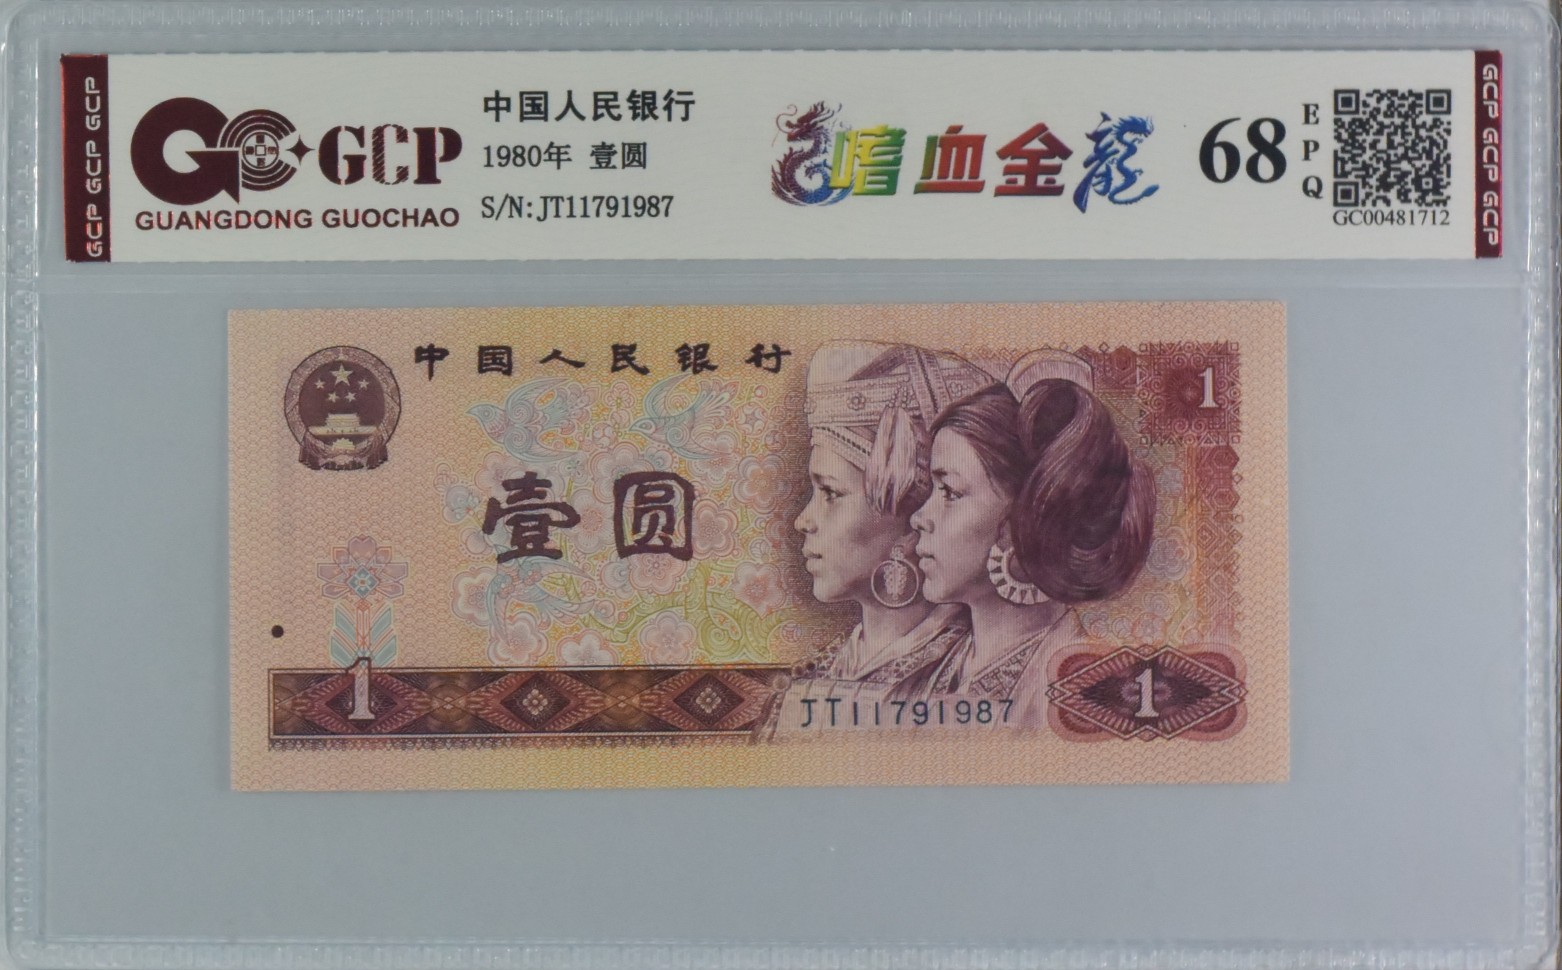 GCP GCP GCP
GCP
GUANGDONG GUOCHAO
中国人民银行
1980年 壹圆
S/N:JT11791987
嗜血金龍
68
EPQ
GC00481712
GCP GCP GCP
中国人民银行
1
壹圆
1
JT11791987
1